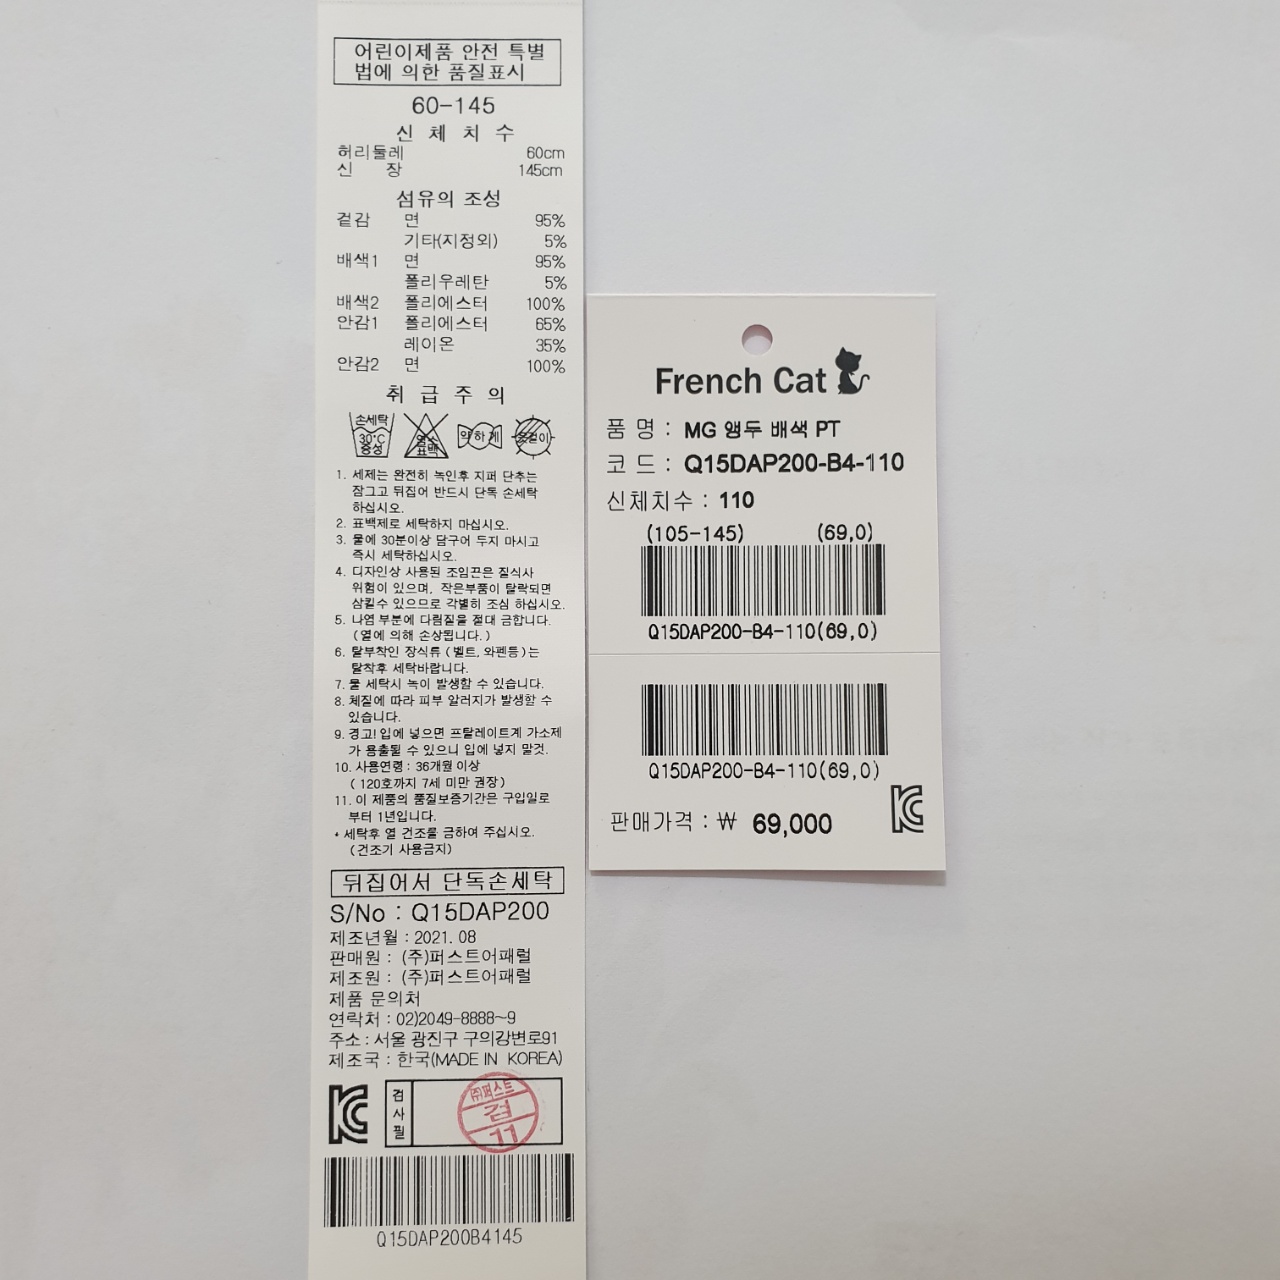 어린이제품 안전 특별
법에 의한 품질표시
60-145
신 체 치 수
허리둘레 60cm
신 장 145cm
섬유의 조성
겉감 면 95%
기타(지정외) 5%
배색1 면 95%
폴리우레탄 5%
배색2 폴리에스터 100%
안감1 폴리에스터 65%
레이온 35%
안감2 면 100%
취 급 주 의
손세탁 30℃ 중성 염소 표백 약하게 옷걸이
1. 세제는 완전히 녹인후 지퍼 단추는
잠그고 뒤집어 반드시 단독 손세탁
하십시오.
2. 표백제로 세탁하지 마십시오.
3. 물에 30분이상 담구어 두지 마시고
즉시 세탁하십시오.
4. 디자인상 사용된 조임끈은 질식사
위험이 있으며, 작은부품이 탈락되면
삼킬수 있으므로 각별히 조심 하십시오.
5. 나염 부분에 다림질을 절대 금합니다.
(열에 의해 손상됩니다.)
6. 탈부착인 장식류 (벨트, 와펜등)는
탈착후 세탁바랍니다.
7. 물 세탁시 녹이 발생할 수 있습니다.
8. 체질에 따라 피부 알러지가 발생할 수
있습니다.
9. 경고! 입에 넣으면 프탈레이트계 가소제
가 용출될 수 있으니 입에 넣지 말것.
10. 사용연령 : 36개월 이상
( 120호까지 7세 미만 권장 )
11. 이 제품의 품질보증기간은 구입일로
부터 1년입니다.
* 세탁후 열 건조를 금하여 주십시오.
(건조기 사용금지)
뒤집어서 단독손세탁
S/No : Q15DAP200
제조년월 : 2021. 08
판매원 : (주)퍼스트어패럴
제조원 : (주)퍼스트어패럴
제품 문의처
연락처 : 02)2049-8888~9
주소 : 서울 광진구 구의강변로91
제조국 : 한국(MADE IN KOREA)
KC 검사필 ㈜퍼스트 검 11
Q15DAP200B4145
French Cat
품 명 : MG 앵두 배색 PT
코 드 : Q15DAP200-B4-110
신체치수 : 110
(105-145) (69,0)
Q15DAP200-B4-110(69,0)
Q15DAP200-B4-110(69,0)
판매가격 : ₩ 69,000 KC